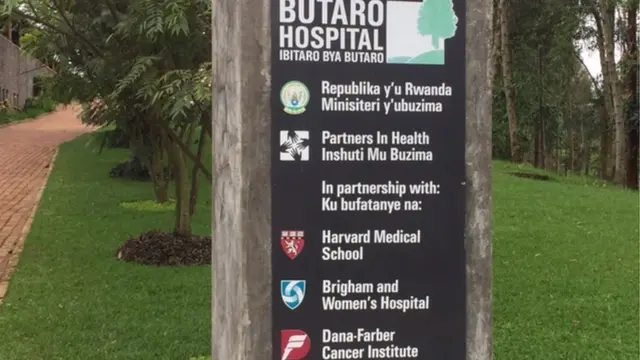 BUTARO
HOSPITAL
IBITARO BYA BUTARO
Republika y'u Rwanda
Minisiteri y'ubuzima
Partners In Health
Inshuti Mu Buzima
In partnership with:
Ku bufatanye na:
Harvard Medical
School
Brigham and
Women's Hospital
Dana-Farber
Cancer Institute